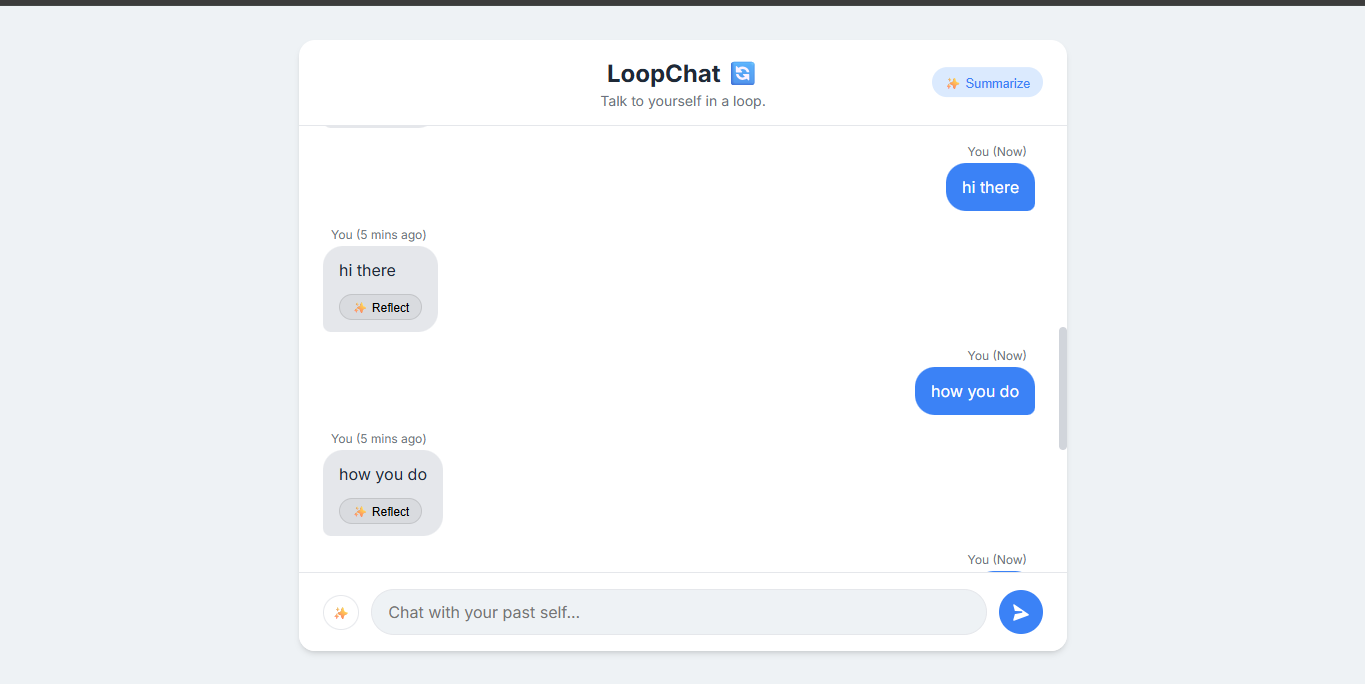 LoopChat
Talk to yourself in a loop.
Summarize
You (Now)
hi there
You (5 mins ago)
hi there
Reflect
You (Now)
how you do
You (5 mins ago)
how you do
Reflect
You (Now)
Chat with your past self...